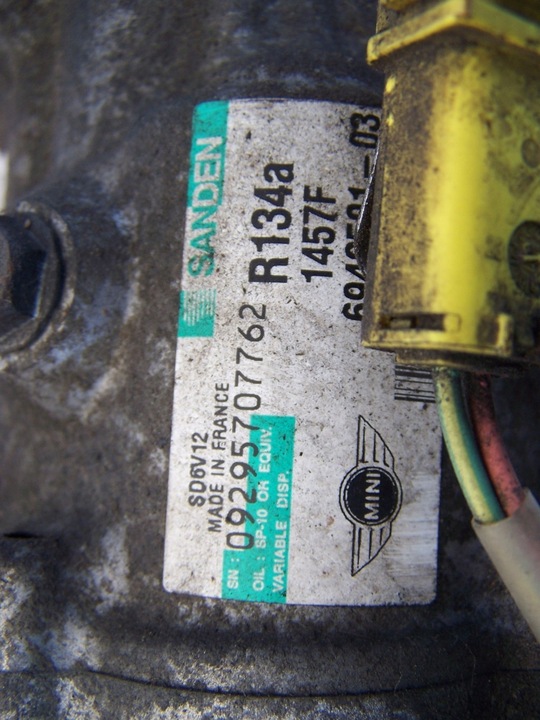 SANDEN
R134a
1457F
SD6V12
MADE IN FRANCE
SN : 09295707762
OIL : SP-10 OR EQUIV.
VARIABLE DISP.
MINI